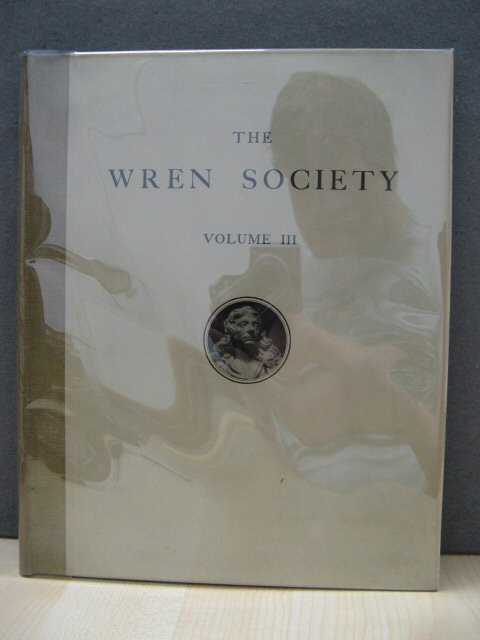 THE
WREN SOCIETY
VOLUME III